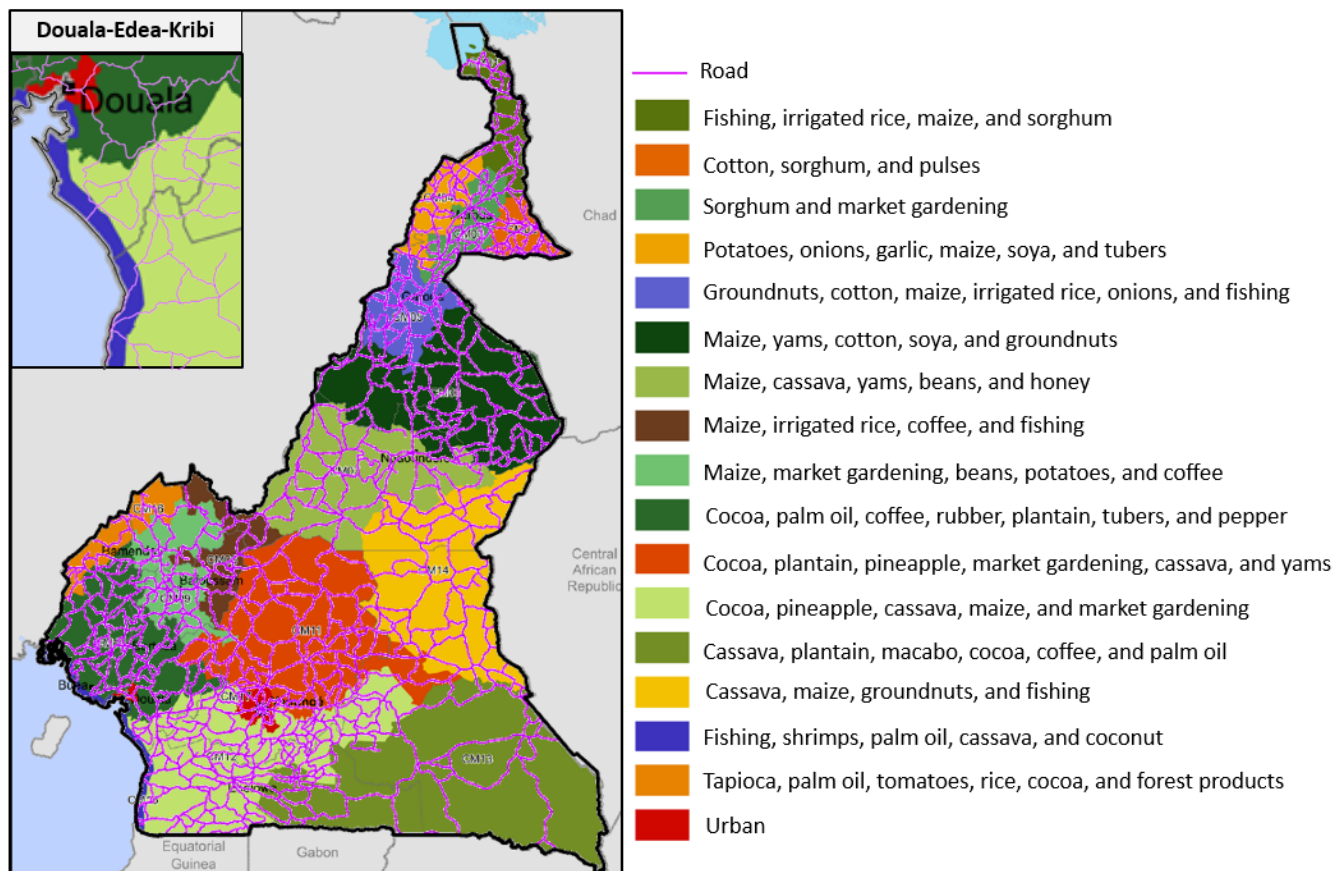 Douala-Edea-Kribi
Douala
Chad
Central
African
Republic
CM14
CM11
Equatorial
Guinea
Gabon
Road
Fishing, irrigated rice, maize, and sorghum
Cotton, sorghum, and pulses
Sorghum and market gardening
Potatoes, onions, garlic, maize, soya, and tubers
Groundnuts, cotton, maize, irrigated rice, onions, and fishing
Maize, yams, cotton, soya, and groundnuts
Maize, cassava, yams, beans, and honey
Maize, irrigated rice, coffee, and fishing
Maize, market gardening, beans, potatoes, and coffee
Cocoa, palm oil, coffee, rubber, plantain, tubers, and pepper
Cocoa, plantain, pineapple, market gardening, cassava, and yams
Cocoa, pineapple, cassava, maize, and market gardening
Cassava, plantain, macabo, cocoa, coffee, and palm oil
Cassava, maize, groundnuts, and fishing
Fishing, shrimps, palm oil, cassava, and coconut
Tapioca, palm oil, tomatoes, rice, cocoa, and forest products
Urban